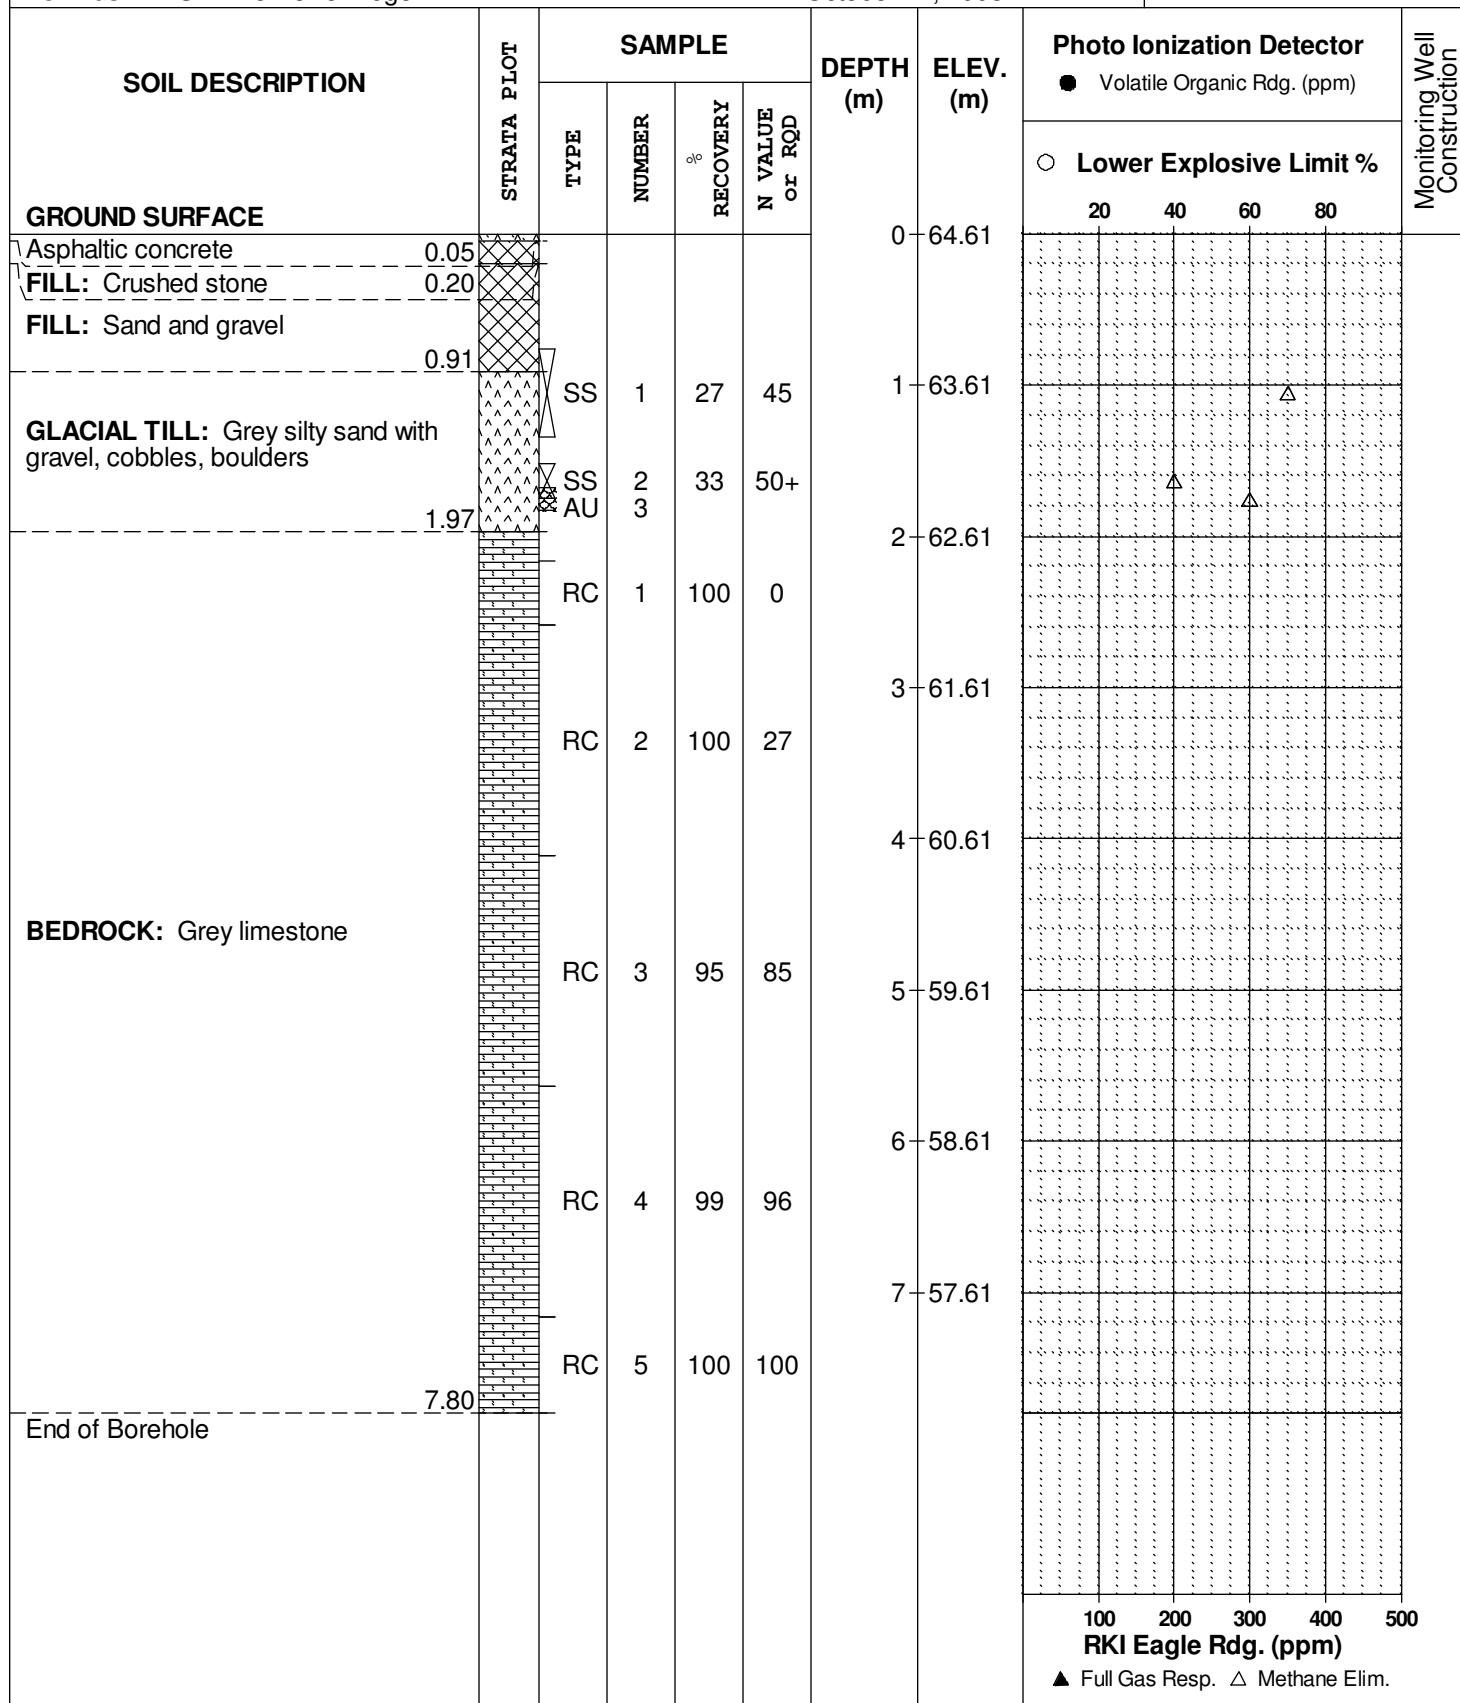 SOIL DESCRIPTION
GROUND SURFACE
STRATA PLOT
SAMPLE
TYPE
NUMBER
% RECOVERY
N VALUE or RQD
DEPTH (m)
ELEV. (m)
Photo Ionization Detector
● Volatile Organic Rdg. (ppm)
○ Lower Explosive Limit %
20 40 60 80
Monitoring Well
Construction
0 64.61
Asphaltic concrete 0.05
FILL: Crushed stone 0.20
FILL: Sand and gravel
0.91
1 63.61
SS 1 27 45
GLACIAL TILL: Grey silty sand with
gravel, cobbles, boulders
SS 2 33 50+
AU 3
1.97
2 62.61
RC 1 100 0
3 61.61
RC 2 100 27
4 60.61
BEDROCK: Grey limestone
RC 3 95 85
5 59.61
6 58.61
RC 4 99 96
7 57.61
RC 5 100 100
7.80
End of Borehole
100 200 300 400 500
RKI Eagle Rdg. (ppm)
▲ Full Gas Resp. △ Methane Elim.